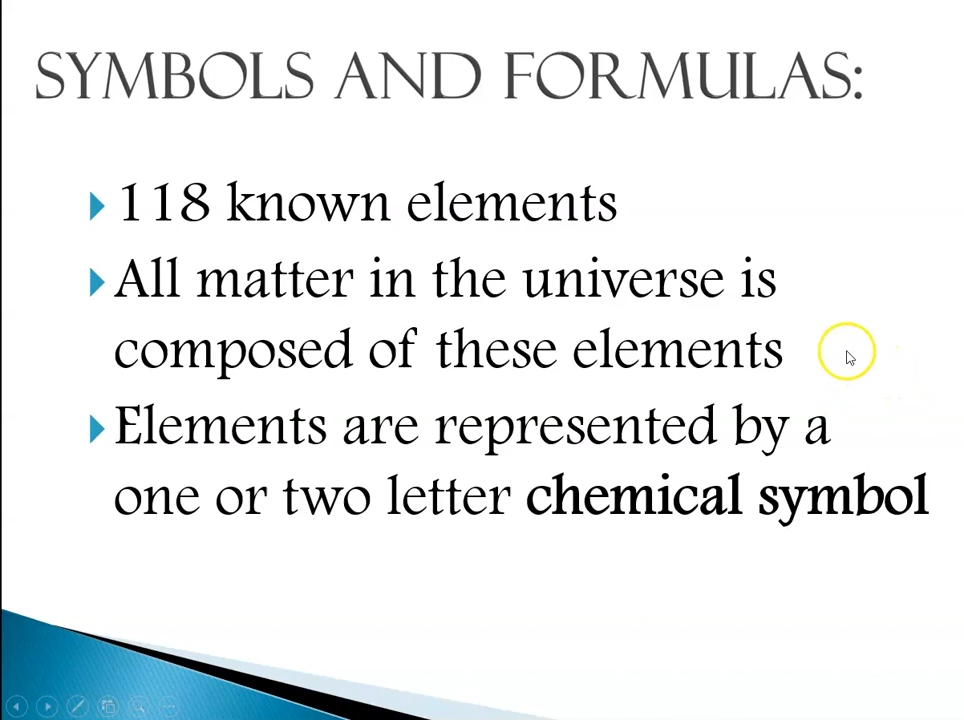 SYMBOLS AND FORMULAS:
118 known elements
All matter in the universe is
composed of these elements
Elements are represented by a
one or two letter chemical symbol